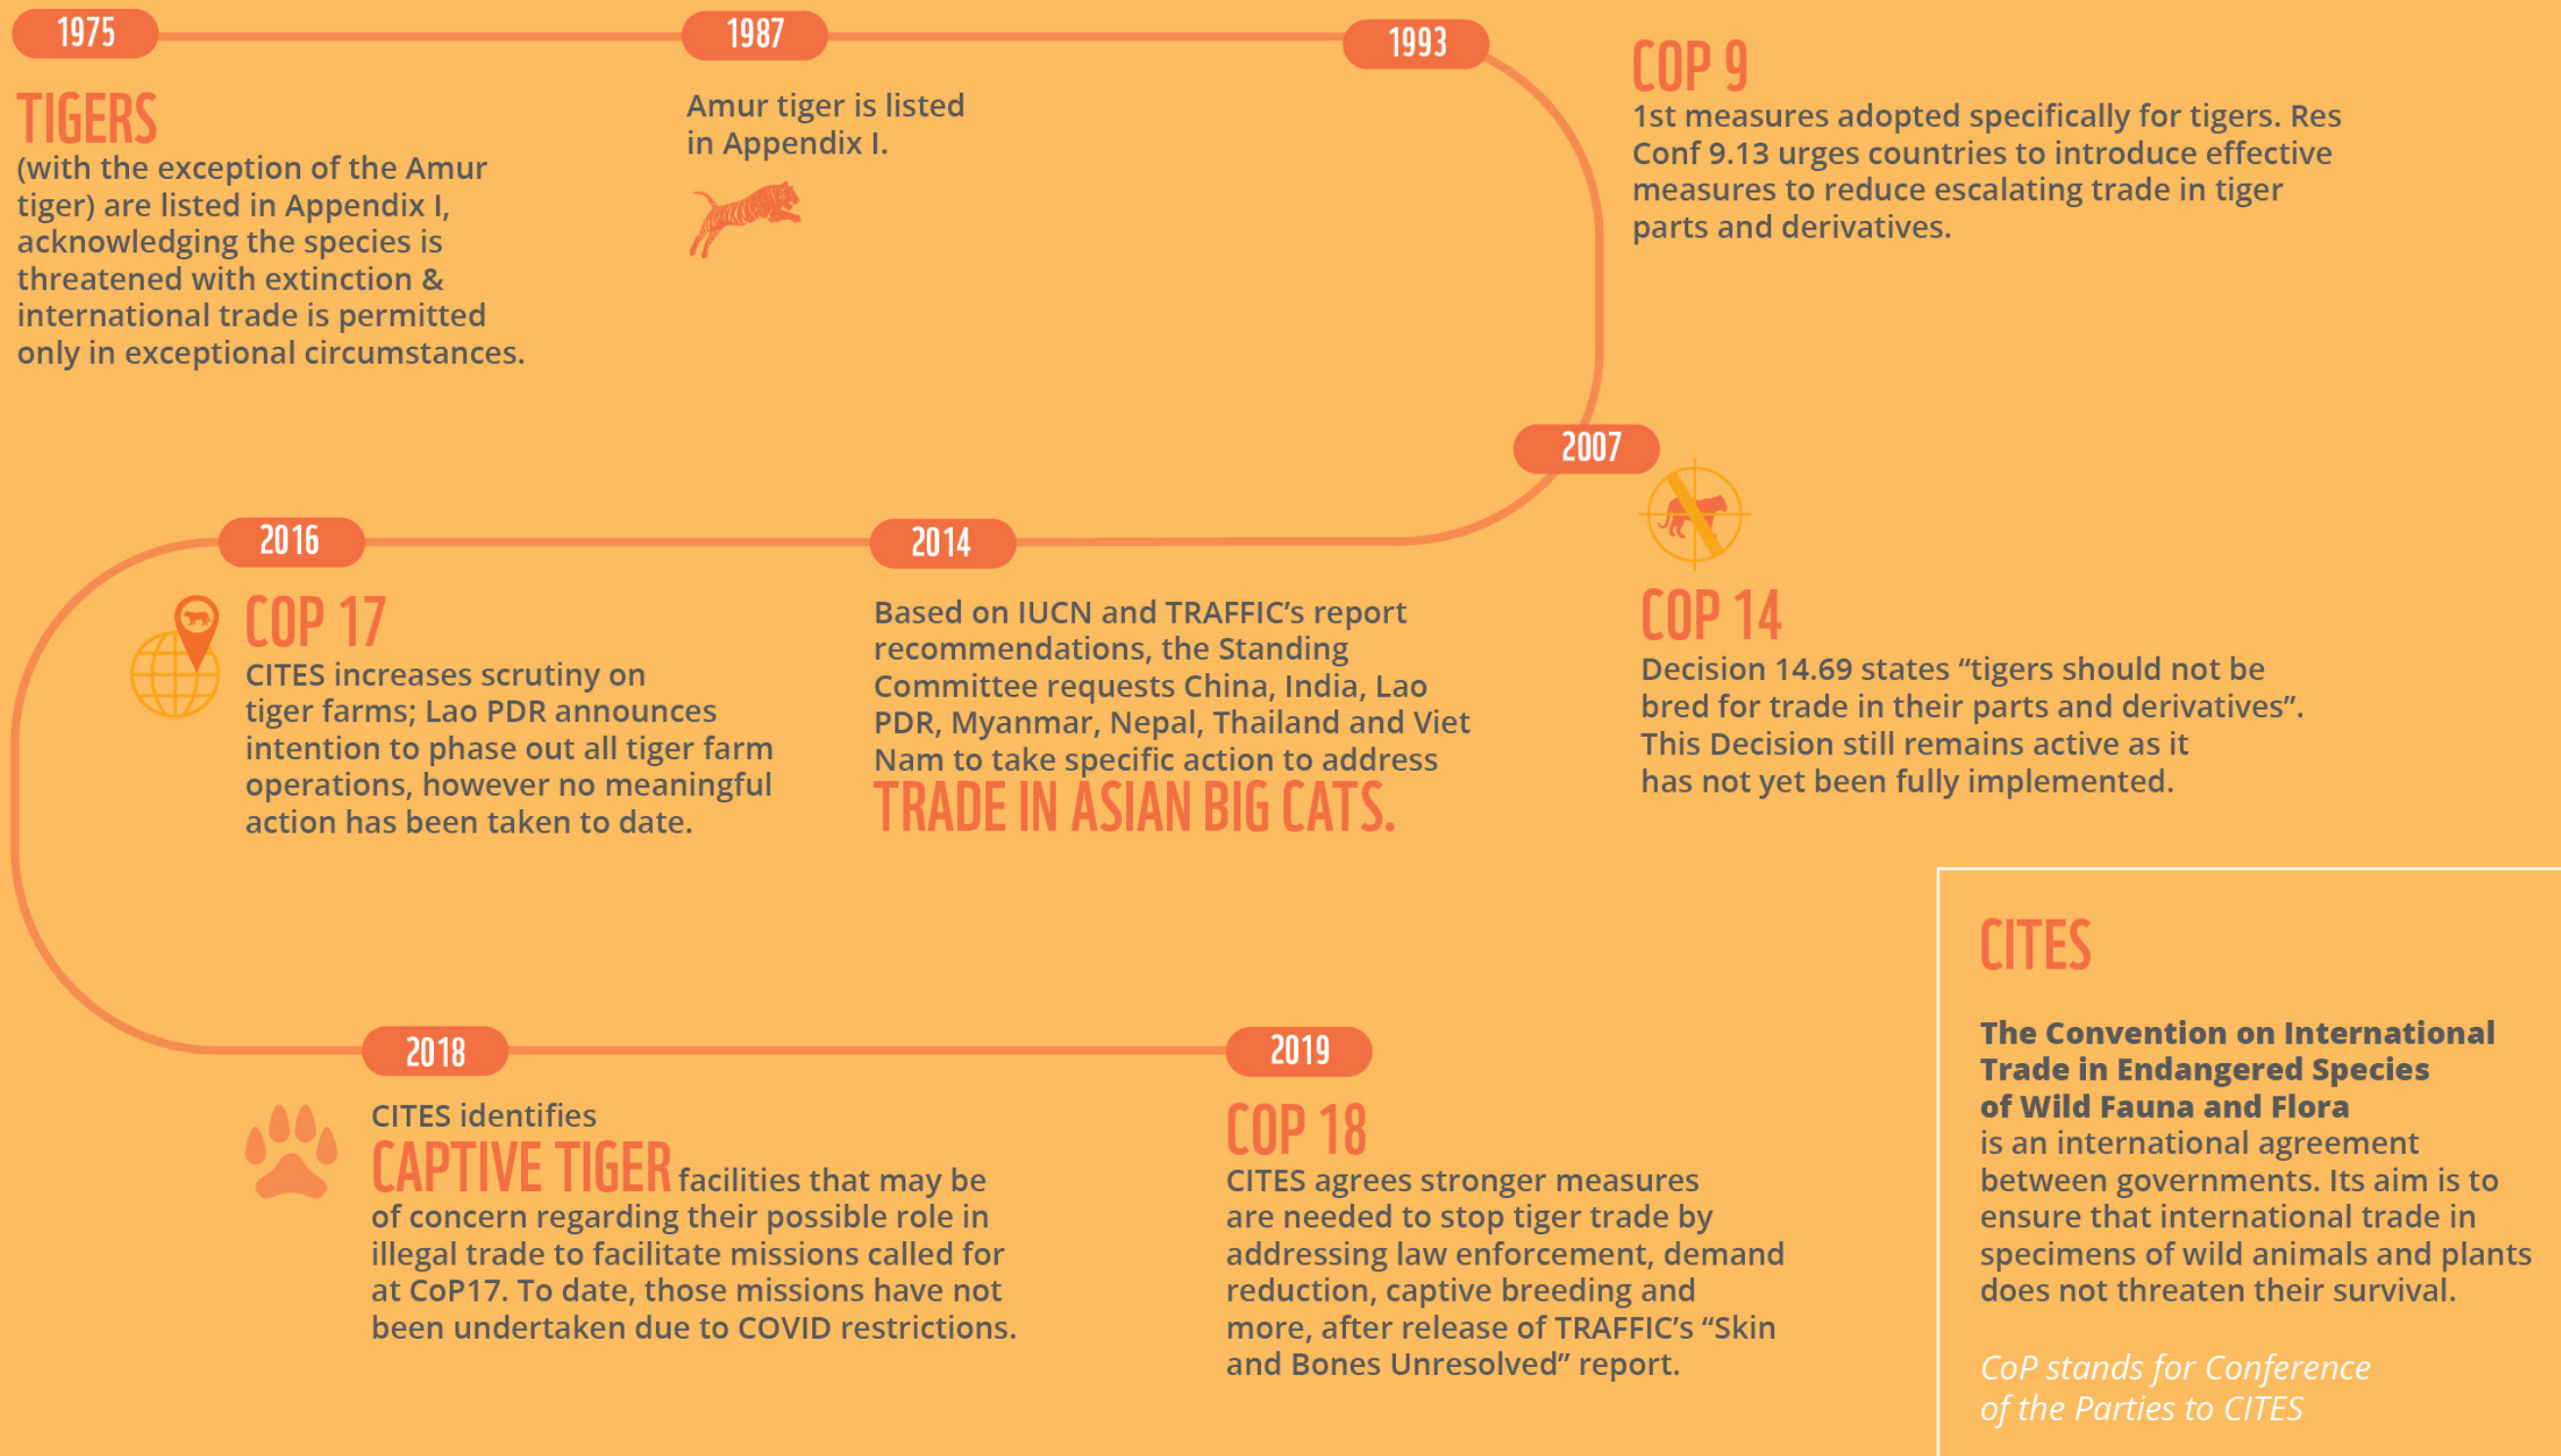 1975
TIGERS
(with the exception of the Amur
tiger) are listed in Appendix I,
acknowledging the species is
threatened with extinction &
international trade is permitted
only in exceptional circumstances.
1987
Amur tiger is listed
in Appendix I.
1993
COP 9
1st measures adopted specifically for tigers. Res
Conf 9.13 urges countries to introduce effective
measures to reduce escalating trade in tiger
parts and derivatives.
2007
COP 14
Decision 14.69 states “tigers should not be
bred for trade in their parts and derivatives”.
This Decision still remains active as it
has not yet been fully implemented.
2014
Based on IUCN and TRAFFIC’s report
recommendations, the Standing
Committee requests China, India, Lao
PDR, Myanmar, Nepal, Thailand and Viet
Nam to take specific action to address
TRADE IN ASIAN BIG CATS.
2016
COP 17
CITES increases scrutiny on
tiger farms; Lao PDR announces
intention to phase out all tiger farm
operations, however no meaningful
action has been taken to date.
2018
CITES identifies
CAPTIVE TIGER facilities that may be
of concern regarding their possible role in
illegal trade to facilitate missions called for
at CoP17. To date, those missions have not
been undertaken due to COVID restrictions.
2019
COP 18
CITES agrees stronger measures
are needed to stop tiger trade by
addressing law enforcement, demand
reduction, captive breeding and
more, after release of TRAFFIC’s “Skin
and Bones Unresolved” report.
CITES
The Convention on International
Trade in Endangered Species
of Wild Fauna and Flora
is an international agreement
between governments. Its aim is to
ensure that international trade in
specimens of wild animals and plants
does not threaten their survival.
CoP stands for Conference
of the Parties to CITES